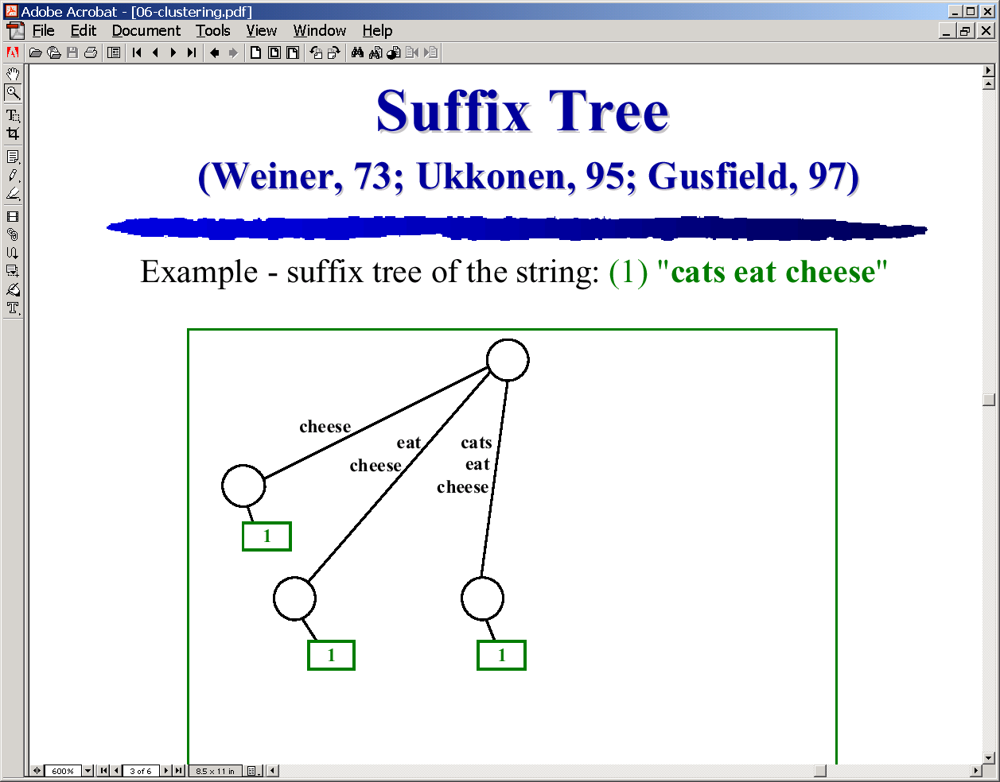 Adobe Acrobat - [06-clustering.pdf]
File Edit Document Tools View Window Help
Suffix Tree
(Weiner, 73; Ukkonen, 95; Gusfield, 97)
Example - suffix tree of the string: (1) "cats eat cheese"
cheese
eat
cheese
cats
eat
cheese
1
1
1
600% 3 of 6 8.5 x 11 in